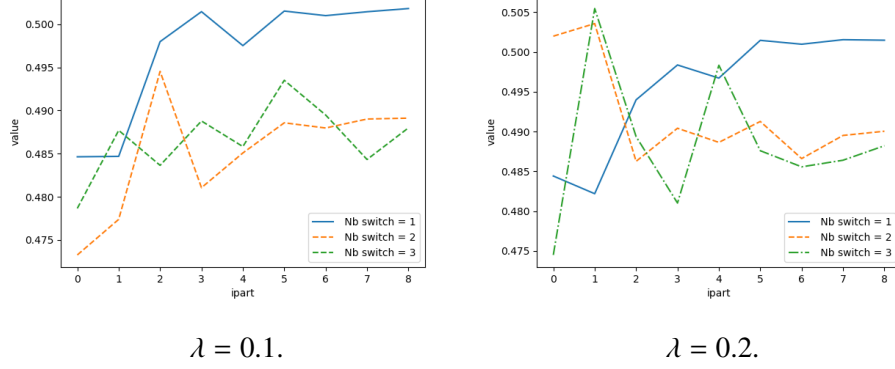 0.500
0.495
0.490
0.485
0.480
0.475
value
0 1 2 3 4 5 6 7 8
ipart
Nb switch = 1
Nb switch = 2
Nb switch = 3
λ = 0.1.
0.505
0.500
0.495
0.490
0.485
0.480
0.475
value
0 1 2 3 4 5 6 7 8
ipart
Nb switch = 1
Nb switch = 2
Nb switch = 3
λ = 0.2.